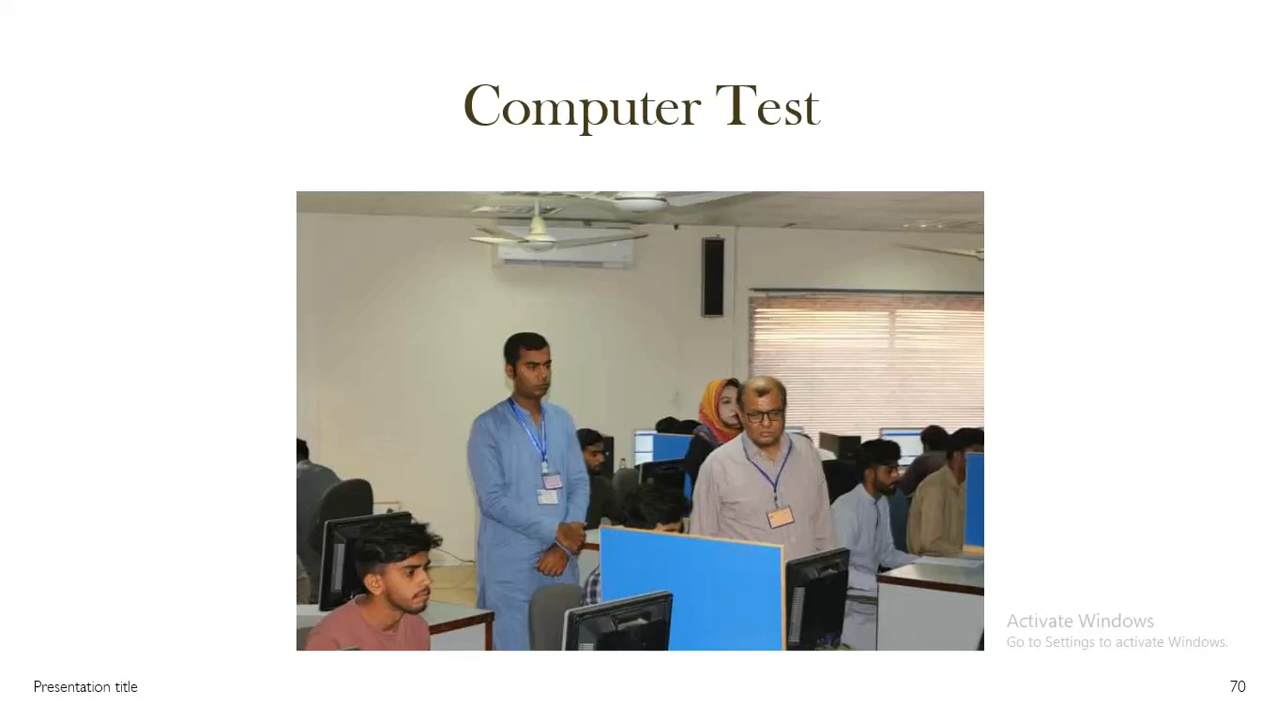 Computer Test
Activate Windows
Go to Settings to activate Windows.
Presentation title
70